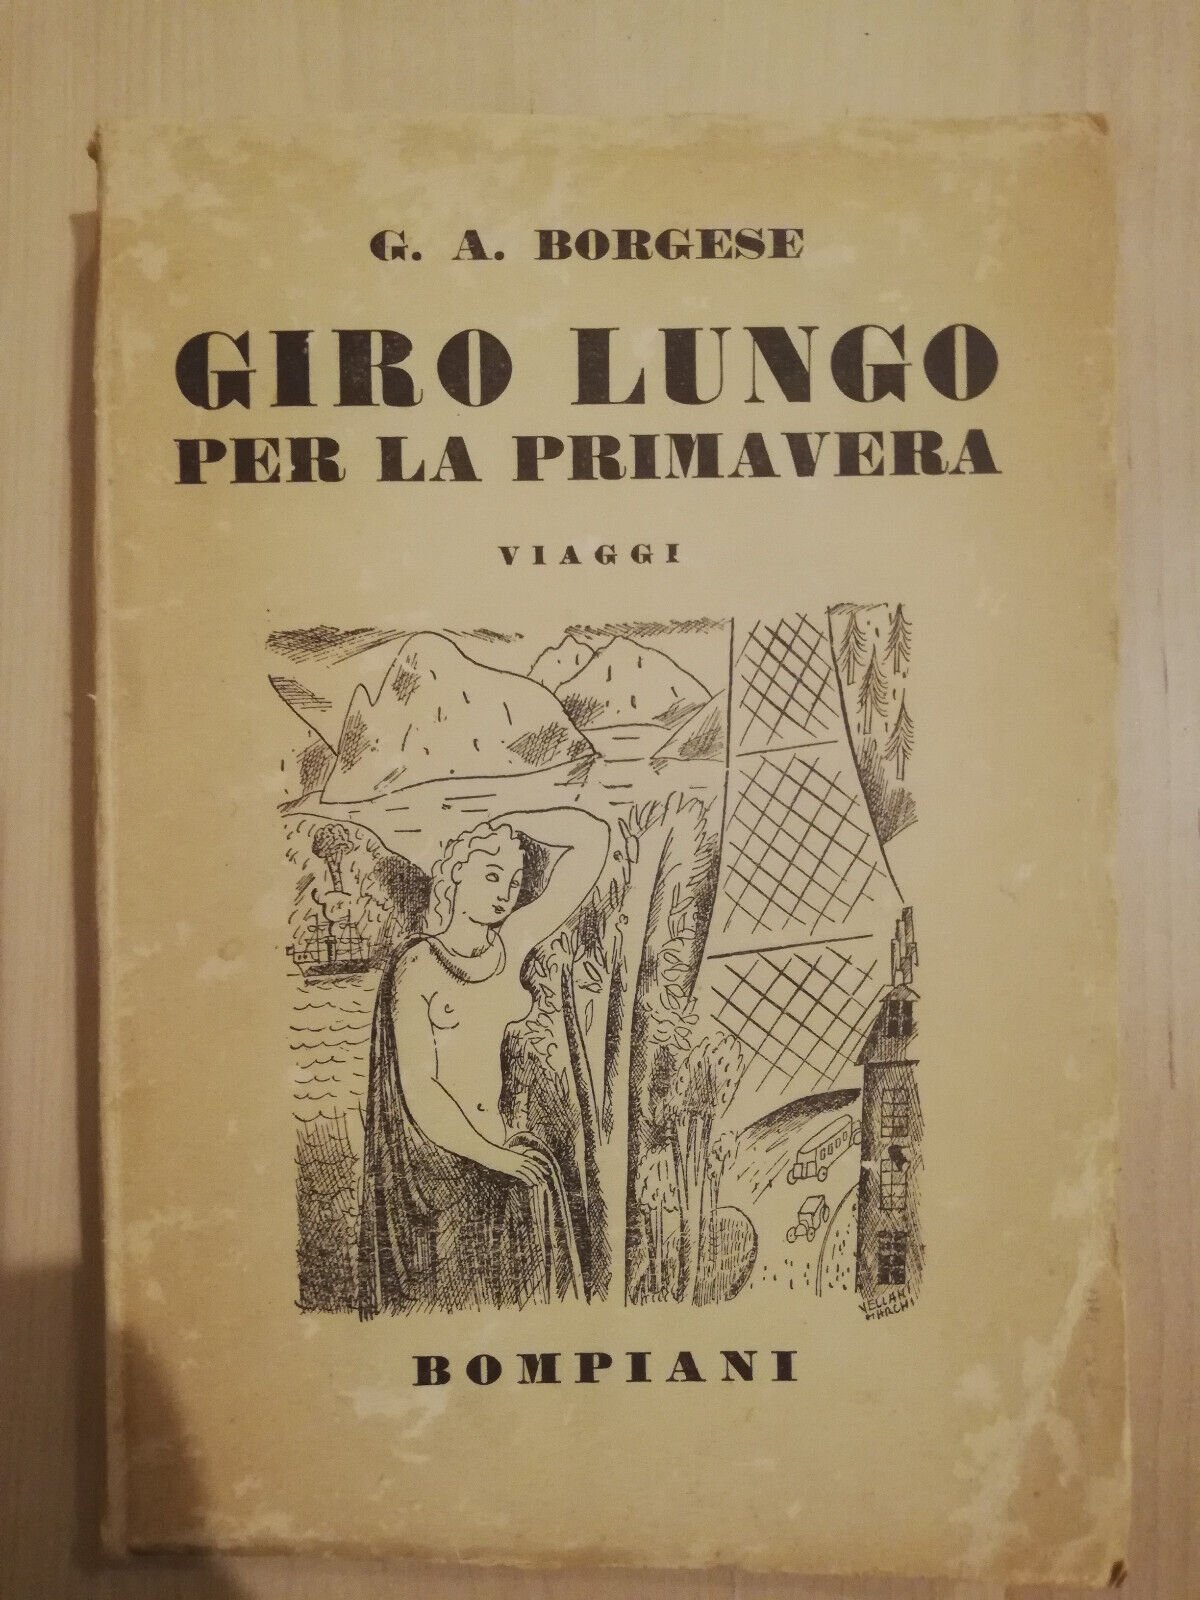 G. A. BORGESE
GIRO LUNGO
PER LA PRIMAVERA
VIAGGI
BOMPIANI